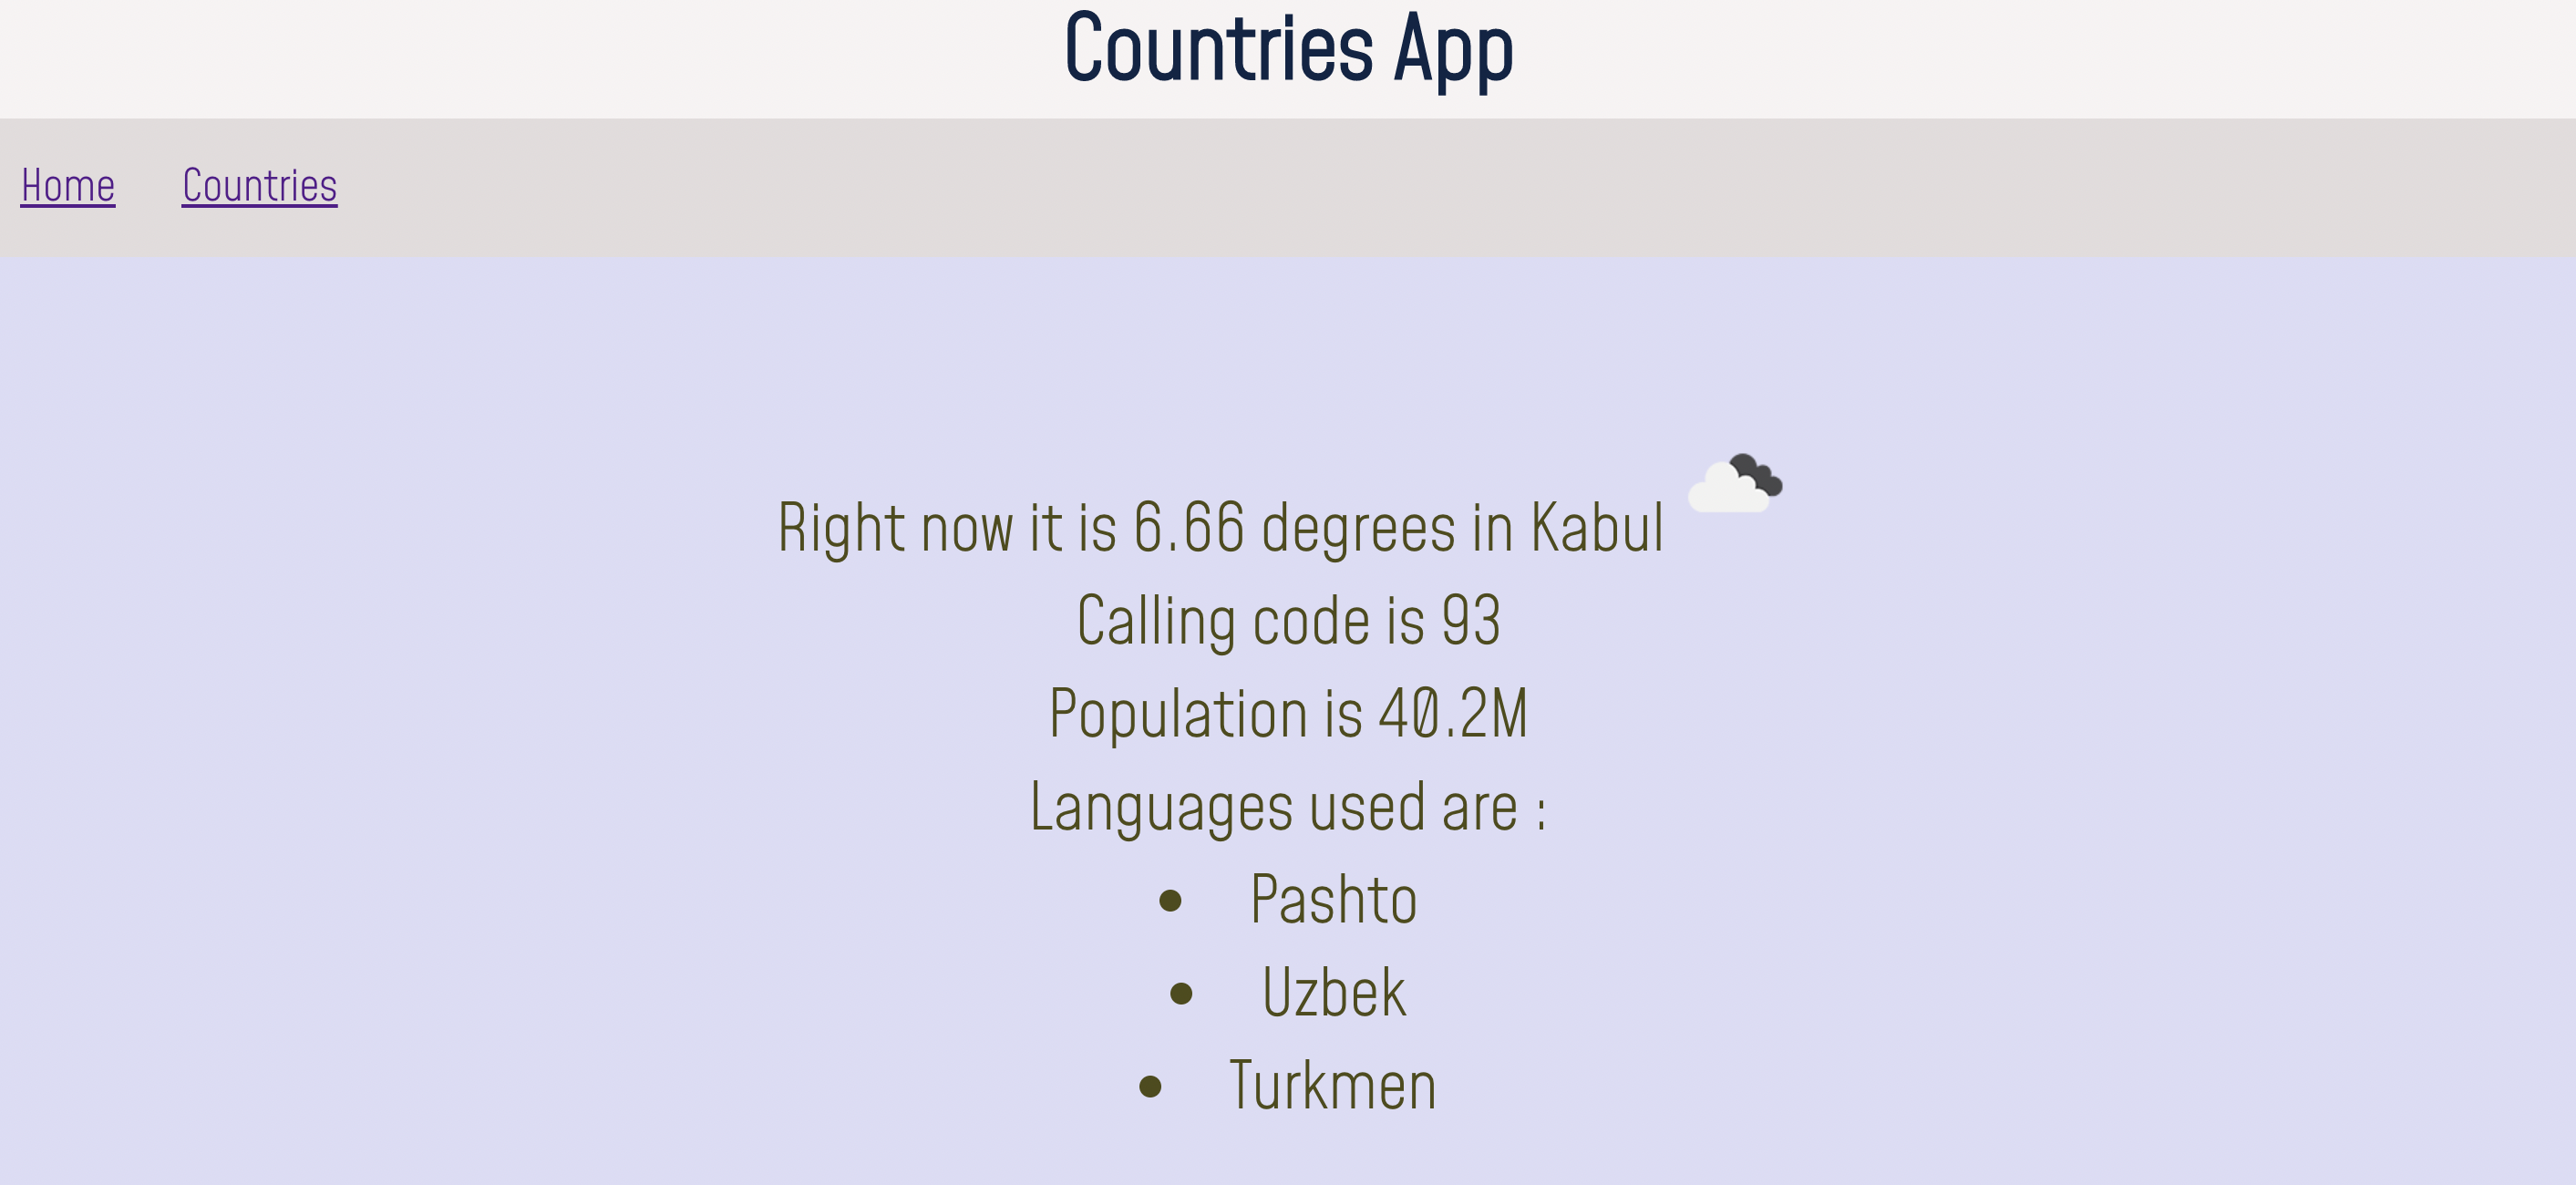 Countries App
Home Countries
Right now it is 6.66 degrees in Kabul
Calling code is 93
Population is 40.2M
Languages used are :
• Pashto
• Uzbek
• Turkmen